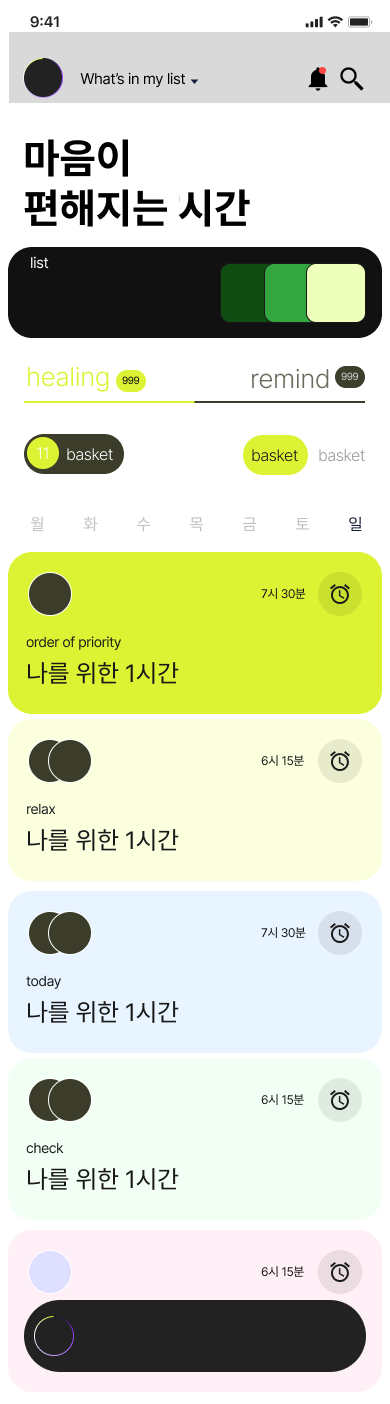 9:41
What's in my list
마음이
편해지는 시간
list
healing 999
remind 999
11 basket
basket basket
월 화 수 목 금 토 일
7시 30분
order of priority
나를 위한 1시간
6시 15분
relax
나를 위한 1시간
7시 30분
today
나를 위한 1시간
6시 15분
check
나를 위한 1시간
6시 15분